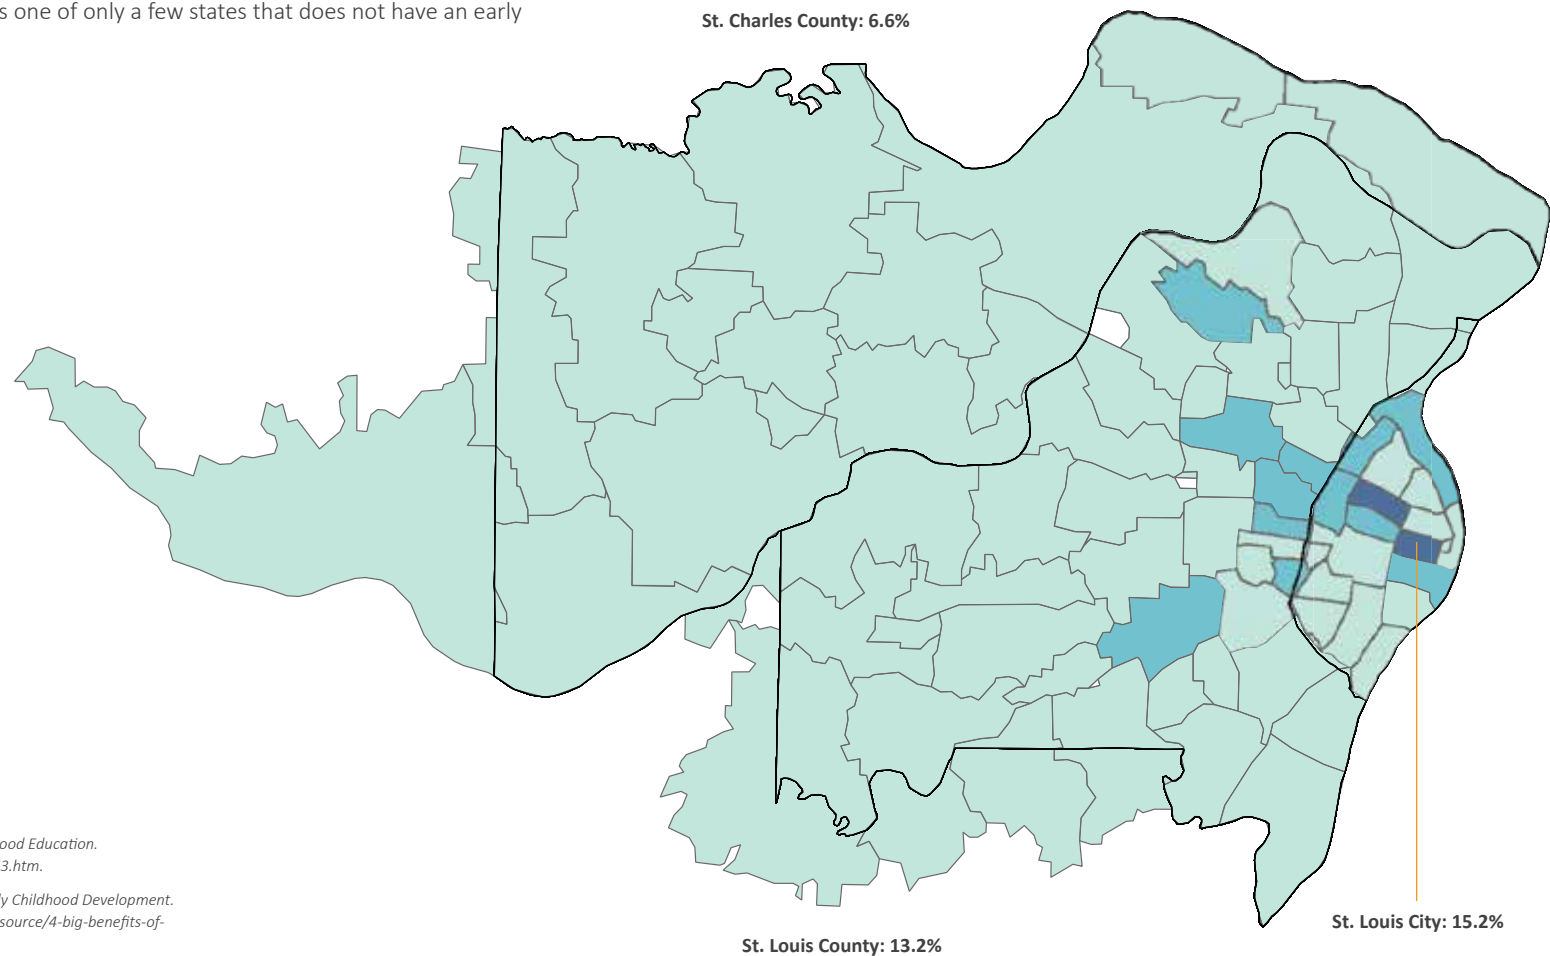 s one of only a few states that does not have an early
St. Charles County: 6.6%
ood Education.
3.htm.
ly Childhood Development.
source/4-big-benefits-of-
St. Louis City: 15.2%
St. Louis County: 13.2%